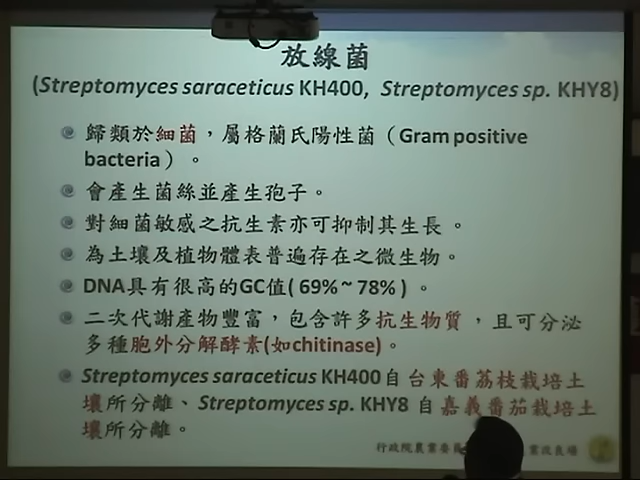 放線菌
(Streptomyces saraceticus KH400, Streptomyces sp. KHY8)
歸類於細菌，屬格蘭氏陽性菌（Gram positive
bacteria）。
會產生菌絲並產生孢子。
對細菌敏感之抗生素亦可抑制其生長。
為土壤及植物體表普遍存在之微生物。
DNA具有很高的GC值( 69%~ 78% )。
二次代謝產物豐富，包含許多抗生物質，且可分泌
多種胞外分解酵素(如chitinase)。
Streptomyces saraceticus KH400自台東番荔枝栽培土
壤所分離、Streptomyces sp. KHY8 自嘉義番茄栽培土
壤所分離。
行政院農業委員 業改良場